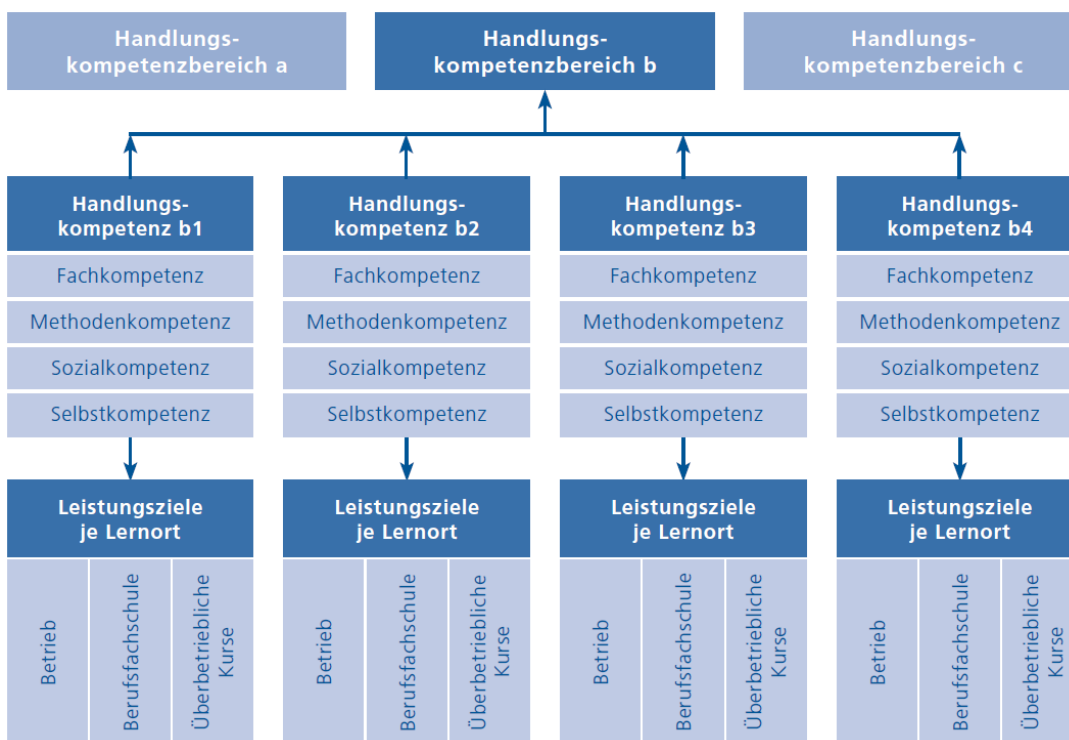 Handlungs-
kompetenzbereich a
Handlungs-
kompetenzbereich b
Handlungs-
kompetenzbereich c
Handlungs-
kompetenz b1
Fachkompetenz
Methodenkompetenz
Sozialkompetenz
Selbstkompetenz
Leistungsziele
je Lernort
Betrieb
Berufsfachschule
Überbetriebliche
Kurse
Handlungs-
kompetenz b2
Fachkompetenz
Methodenkompetenz
Sozialkompetenz
Selbstkompetenz
Leistungsziele
je Lernort
Betrieb
Berufsfachschule
Überbetriebliche
Kurse
Handlungs-
kompetenz b3
Fachkompetenz
Methodenkompetenz
Sozialkompetenz
Selbstkompetenz
Leistungsziele
je Lernort
Betrieb
Berufsfachschule
Überbetriebliche
Kurse
Handlungs-
kompetenz b4
Fachkompetenz
Methodenkompetenz
Sozialkompetenz
Selbstkompetenz
Leistungsziele
je Lernort
Betrieb
Berufsfachschule
Überbetriebliche
Kurse